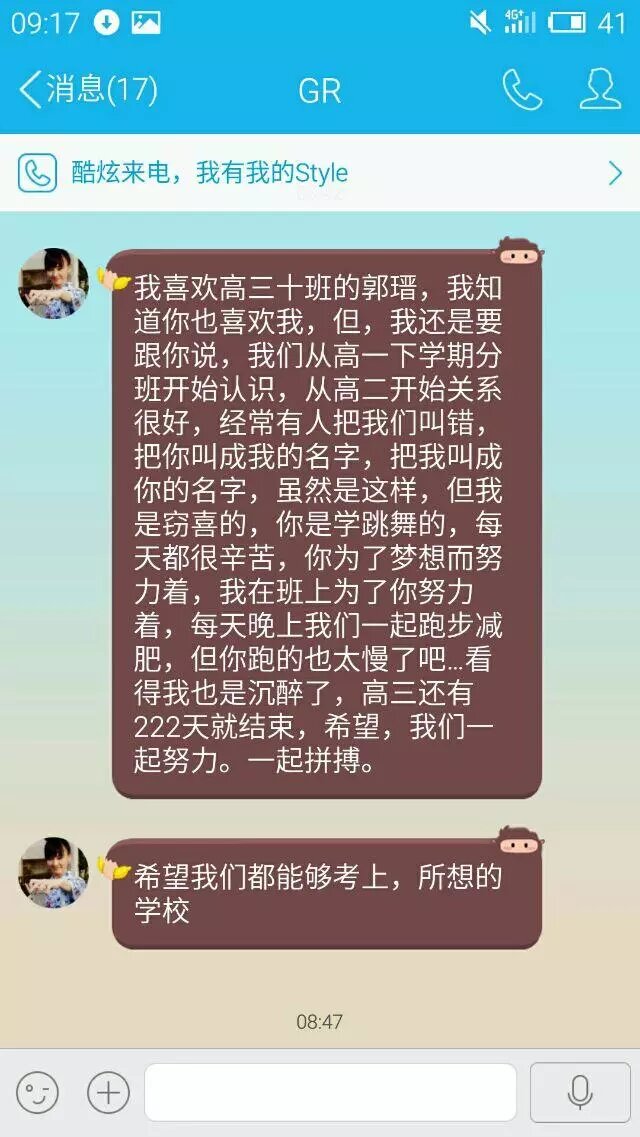 09:17
4G+
41
消息(17)
GR
酷炫来电，我有我的Style
我喜欢高三十班的郭瑨，我知
道你也喜欢我，但，我还是要
跟你说，我们从高一下学期分
班开始认识，从高二开始关系
很好，经常有人把我们叫错，
把你叫成我的名字，把我叫成
你的名字，虽然是这样，但我
是窃喜的，你是学跳舞的，每
天都很辛苦，你为了梦想而努
力着，我在班上为了你努力
着，每天晚上我们一起跑步减
肥，但你跑的也太慢了吧…看
得我也是沉醉了，高三还有
222天就结束，希望，我们一
起努力。一起拼搏。
希望我们都能够考上，所想的
学校
08:47